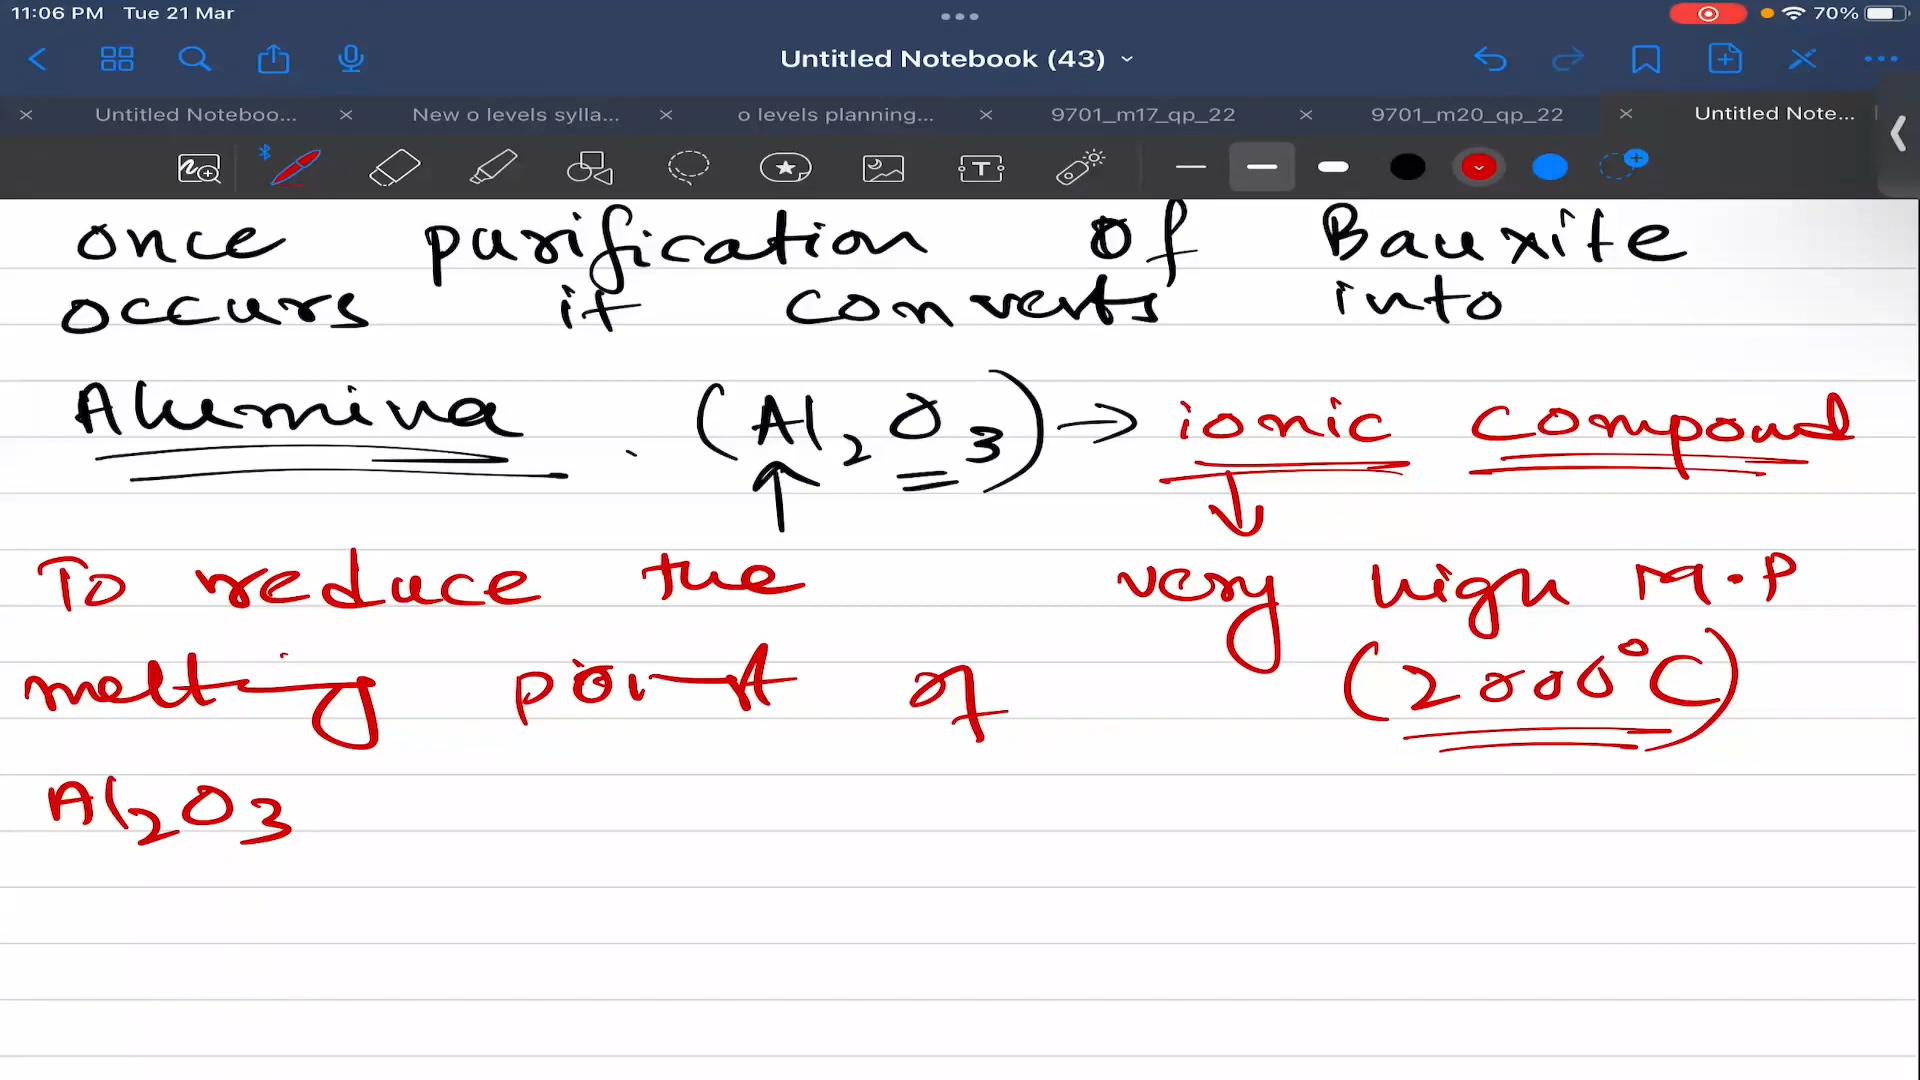 11:06 PM Tue 21 Mar
70%
Untitled Notebook (43)
Untitled Noteboo... New o levels sylla... o levels planning... 9701_m17_qp_22 9701_m20_qp_22 Untitled Note...
once purification of Bauxite
occurs it converts into
Alumina (Al2O3) → ionic compound
To reduce the very high M.P
melting point of (2000°C)
Al2O3